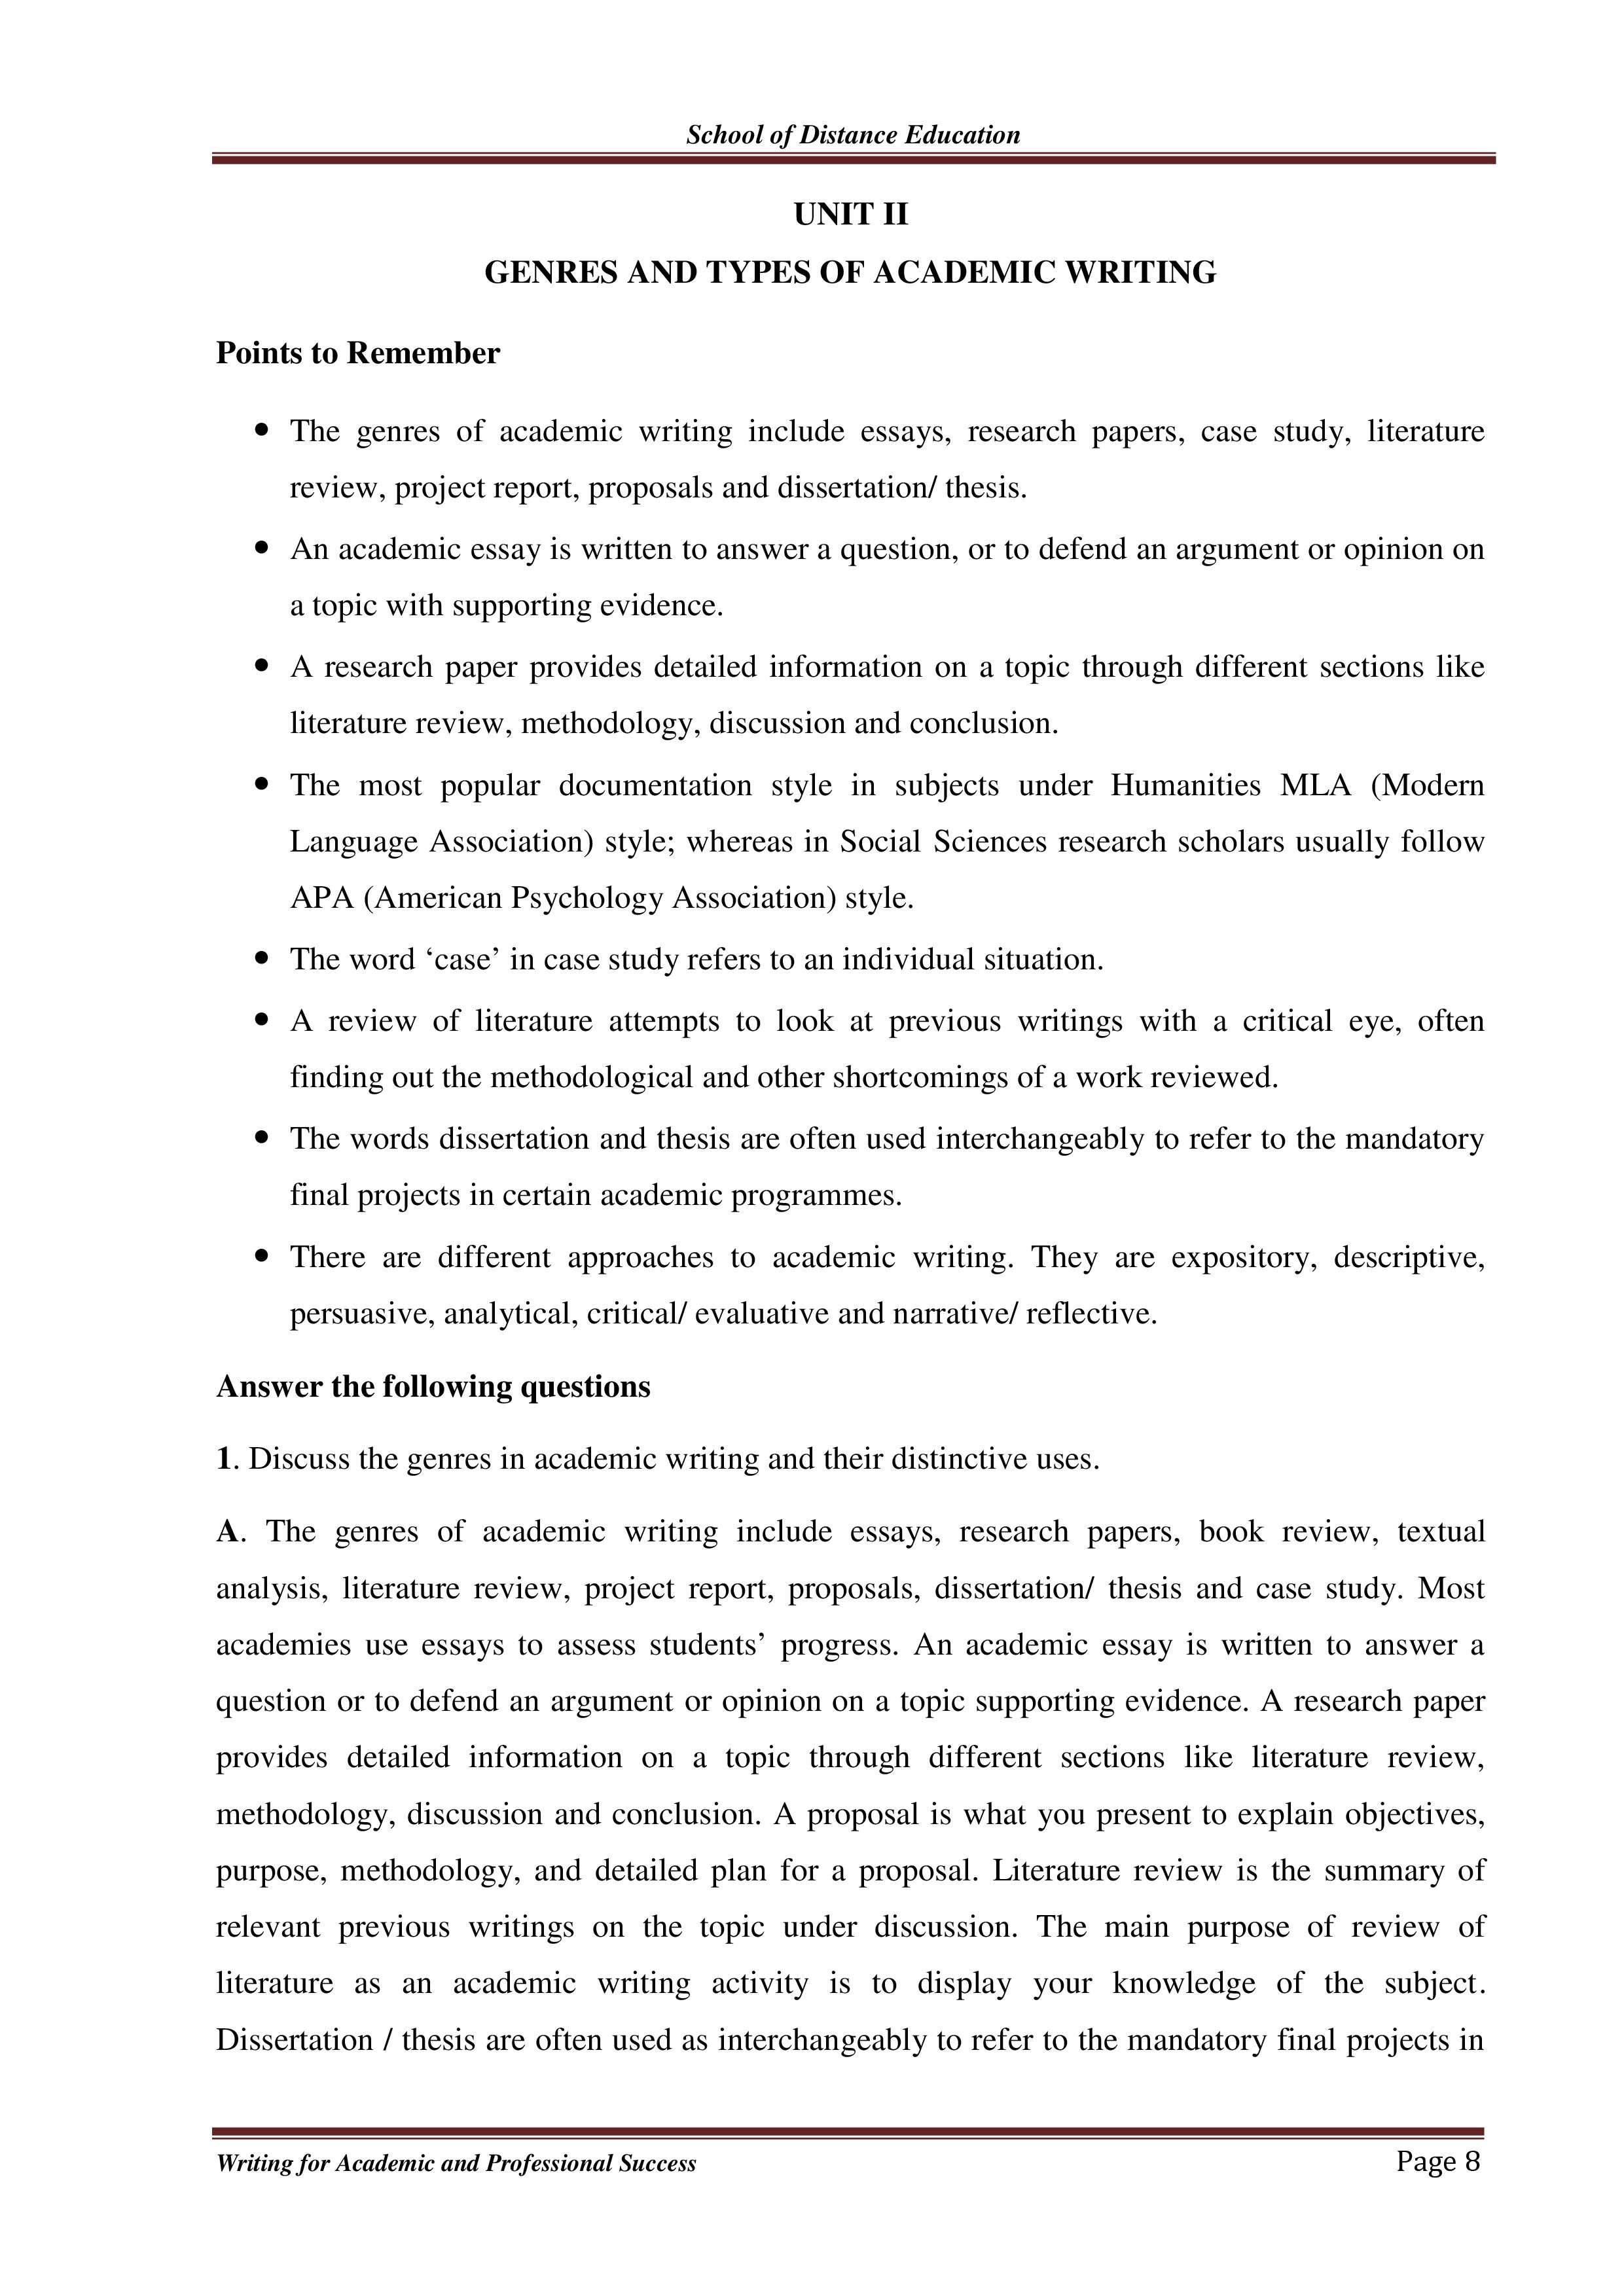 School of Distance Education
UNIT II
GENRES AND TYPES OF ACADEMIC WRITING
Points to Remember
• The genres of academic writing include essays, research papers, case study, literature
review, project report, proposals and dissertation/ thesis.
• An academic essay is written to answer a question, or to defend an argument or opinion on
a topic with supporting evidence.
• A research paper provides detailed information on a topic through different sections like
literature review, methodology, discussion and conclusion.
• The most popular documentation style in subjects under Humanities MLA (Modern
Language Association) style; whereas in Social Sciences research scholars usually follow
APA (American Psychology Association) style.
• The word ‘case’ in case study refers to an individual situation.
• A review of literature attempts to look at previous writings with a critical eye, often
finding out the methodological and other shortcomings of a work reviewed.
• The words dissertation and thesis are often used interchangeably to refer to the mandatory
final projects in certain academic programmes.
• There are different approaches to academic writing. They are expository, descriptive,
persuasive, analytical, critical/ evaluative and narrative/ reflective.
Answer the following questions
1. Discuss the genres in academic writing and their distinctive uses.
A. The genres of academic writing include essays, research papers, book review, textual
analysis, literature review, project report, proposals, dissertation/ thesis and case study. Most
academies use essays to assess students’ progress. An academic essay is written to answer a
question or to defend an argument or opinion on a topic supporting evidence. A research paper
provides detailed information on a topic through different sections like literature review,
methodology, discussion and conclusion. A proposal is what you present to explain objectives,
purpose, methodology, and detailed plan for a proposal. Literature review is the summary of
relevant previous writings on the topic under discussion. The main purpose of review of
literature as an academic writing activity is to display your knowledge of the subject.
Dissertation / thesis are often used as interchangeably to refer to the mandatory final projects in
Writing for Academic and Professional Success
Page 8